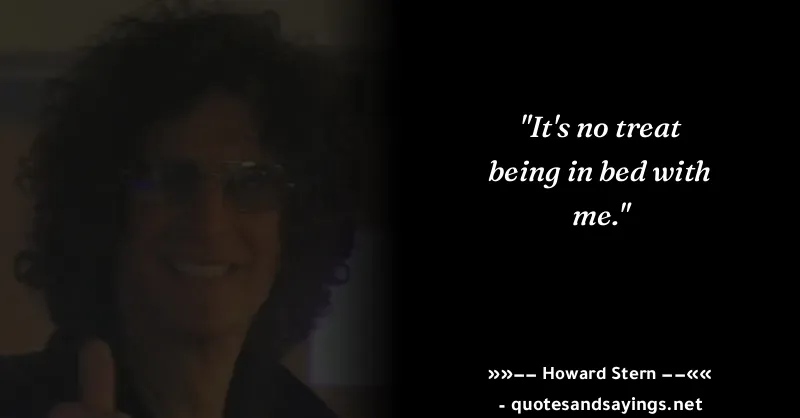 "It's no treat
being in bed with
me."
»»−− Howard Stern −−««
- quotesandsayings.net